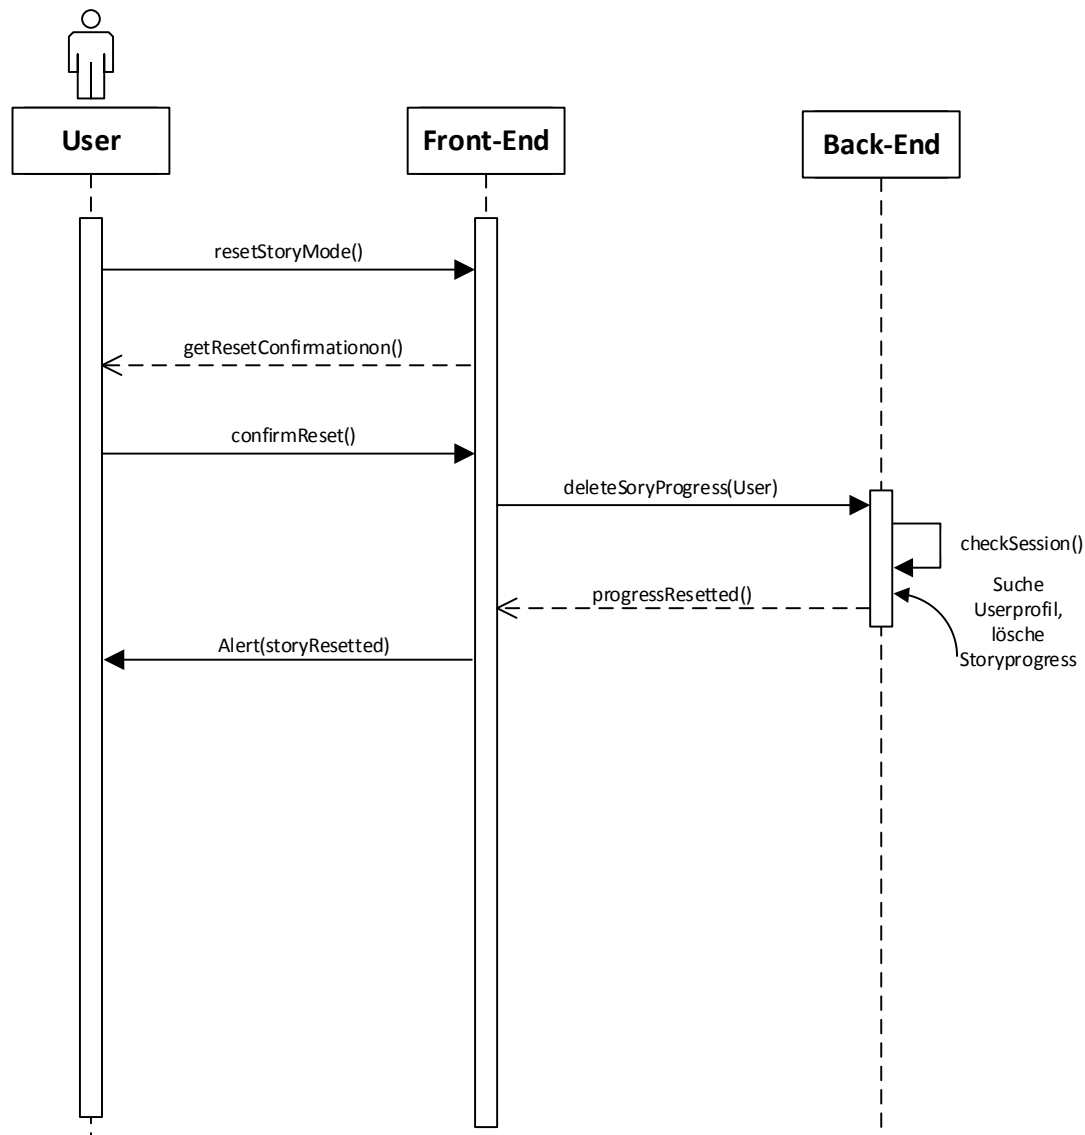 User
Front-End
Back-End
resetStoryMode()
getResetConfirmationon()
confirmReset()
deleteSoryProgress(User)
checkSession()
Suche
Userprofil,
lösche
Storyprogress
progressResetted()
Alert(storyResetted)